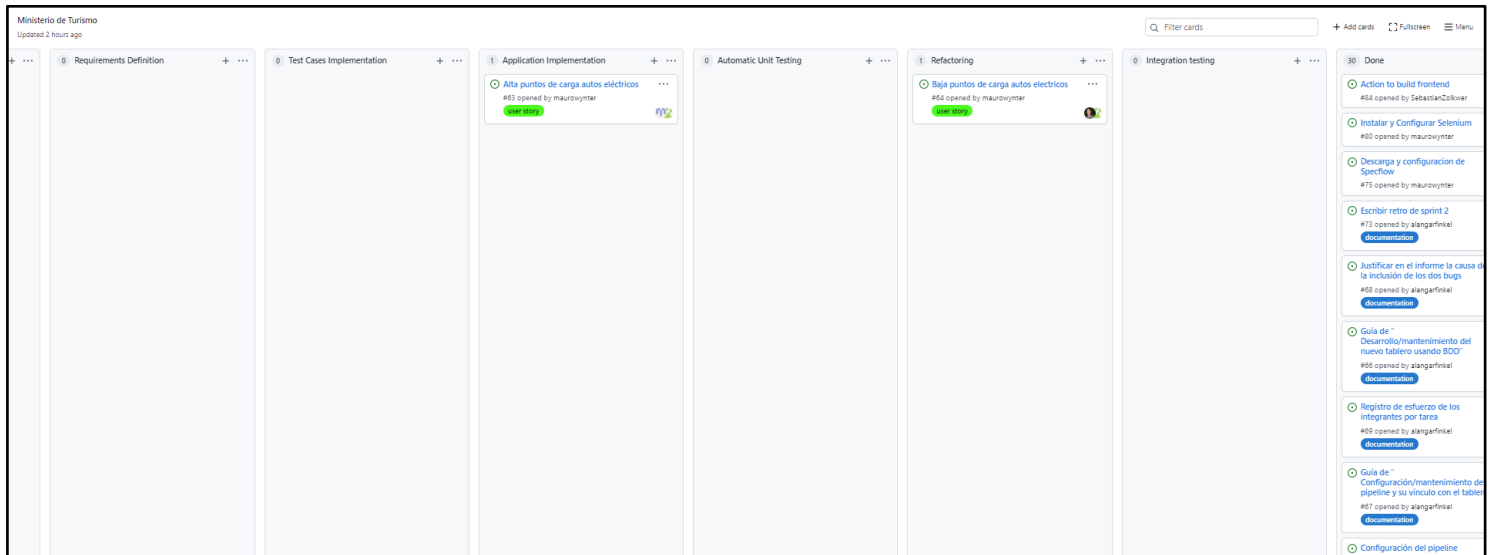 Ministerio de Turismo
Updated 2 hours ago
Filter cards
+ Add cards
Fullscreen
Menu
+ ...
0 Requirements Definition + ...
0 Test Cases Implementation + ...
1 Application Implementation + ...
Alta puntos de carga autos eléctricos ...
#63 opened by maurowynter
user story
0 Automatic Unit Testing + ...
1 Refactoring + ...
Baja puntos de carga autos electricos ...
#64 opened by maurowynter
user story
0 Integration testing + ...
30 Done
Action to build frontend
#84 opened by SebastianZolkwer
Instalar y Configurar Selenium
#80 opened by maurowynter
Descarga y configuracion de
Specflow
#75 opened by maurowynter
Escribir retro de sprint 2
#73 opened by alangarfinkel
documentation
Justificar en el informe la causa de
la inclusión de los dos bugs
#68 opened by alangarfinkel
documentation
Guía de "
Desarrollo/mantenimiento del
nuevo tablero usando BDD"
#66 opened by alangarfinkel
documentation
Registro de esfuerzo de los
integrantes por tarea
#69 opened by alangarfinkel
documentation
Guía de "
Configuración/mantenimiento de
pipeline y su vínculo con el tabler
#67 opened by alangarfinkel
documentation
Configuración del pipeline